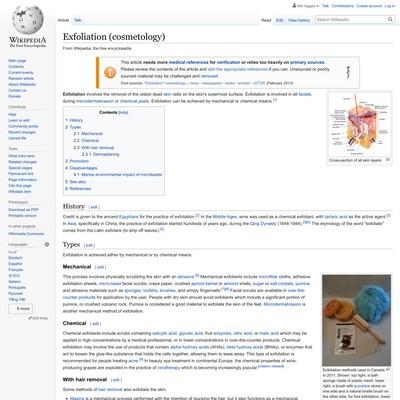 Not logged in Talk Contributions Create account Log in
Article Talk
Read Edit View history
Search Wikipedia
WIKIPEDIA
The Free Encyclopedia
Main page
Contents
Current events
Random article
About Wikipedia
Contact us
Donate
Contribute
Help
Learn to edit
Community portal
Recent changes
Upload file
Tools
What links here
Related changes
Special pages
Permanent link
Page information
Cite this page
Wikidata item
Print/export
Download as PDF
Printable version
In other projects
Wikimedia Commons
Languages
Deutsch
Español
Français
한국어
Italiano
Português
Русский
Tiếng Việt
8 more
Edit links
Exfoliation (cosmetology)
From Wikipedia, the free encyclopedia
This article needs more medical references for verification or relies too heavily on primary sources.
Please review the contents of the article and add the appropriate references if you can. Unsourced or poorly
sourced material may be challenged and removed.
Find sources: "Exfoliation" cosmetology – news · newspapers · books · scholar · JSTOR (February 2013)
Exfoliation involves the removal of the oldest dead skin cells on the skin's outermost surface. Exfoliation is involved in all facials,
during microdermabrasion or chemical peels. Exfoliation can be achieved by mechanical or chemical means.[1]
Contents [hide]
1 History
2 Types
2.1 Mechanical
2.2 Chemical
2.3 With hair removal
2.3.1 Dermaplaning
3 Promotion
4 Disadvantages
4.1 Marine environmental impact of microbeads
5 See also
6 References
Cross-section of all skin layers
History [ edit ]
Credit is given to the ancient Egyptians for the practice of exfoliation.[2] In the Middle Ages, wine was used as a chemical exfoliant, with tartaric acid as the active agent.[3]
In Asia, specifically in China, the practice of exfoliation started hundreds of years ago, during the Qing Dynasty (1644-1944).[3][4] The etymology of the word "exfoliate"
comes from the Latin exfoliare (to strip off leaves).[5]
Types [ edit ]
Exfoliation is achieved either by mechanical or by chemical means.
Mechanical [ edit ]
This process involves physically scrubbing the skin with an abrasive.[6] Mechanical exfoliants include microfiber cloths, adhesive
exfoliation sheets, micro-bead facial scrubs, crepe paper, crushed apricot kernel or almond shells, sugar or salt crystals, pumice,
and abrasive materials such as sponges, loofahs, brushes, and simply fingernails.[7][8] Facial scrubs are available in over-the-
counter products for application by the user. People with dry skin should avoid exfoliants which include a significant portion of
pumice, or crushed volcanic rock. Pumice is considered a good material to exfoliate the skin of the feet. Microdermabrasion is
another mechanical method of exfoliation.
Chemical [ edit ]
Chemical exfoliants include scrubs containing salicylic acid, glycolic acid, fruit enzymes, citric acid, or malic acid which may be
applied in high concentrations by a medical professional, or in lower concentrations in over-the-counter products. Chemical
exfoliation may involve the use of products that contain alpha hydroxy acids (AHAs), beta hydroxy acids (BHAs), or enzymes that
act to loosen the glue-like substance that holds the cells together, allowing them to ease away. This type of exfoliation is
recommended for people treating acne.[9] In beauty spa treatment in continental Europe, the chemical properties of wine-
producing grapes are exploited in the practice of vinotherapy which is becoming increasingly popular.[citation needed]
With hair removal [ edit ]
Some methods of hair removal also exfoliate the skin.
Waxing is a mechanical process performed with the intention of plucking the hair, but it also functions as a mechanical
Exfoliation methods used in Canada
in 2011. Shown: top right, a bath
sponge made of plastic mesh; lower
right, a brush with a pumice stone on
one side and a natural bristle brush on
the other side, for foot exfoliation; lower